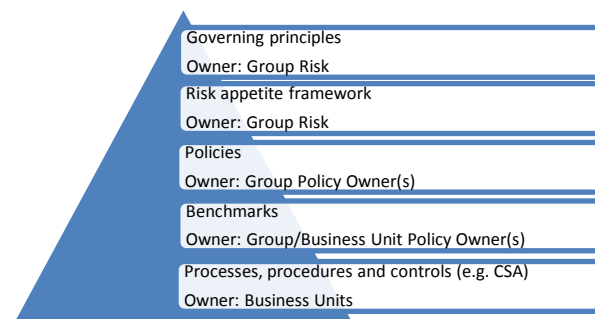 Governing principles
Owner: Group Risk
Risk appetite framework
Owner: Group Risk
Policies
Owner: Group Policy Owner(s)
Benchmarks
Owner: Group/Business Unit Policy Owner(s)
Processes, procedures and controls (e.g. CSA)
Owner: Business Units